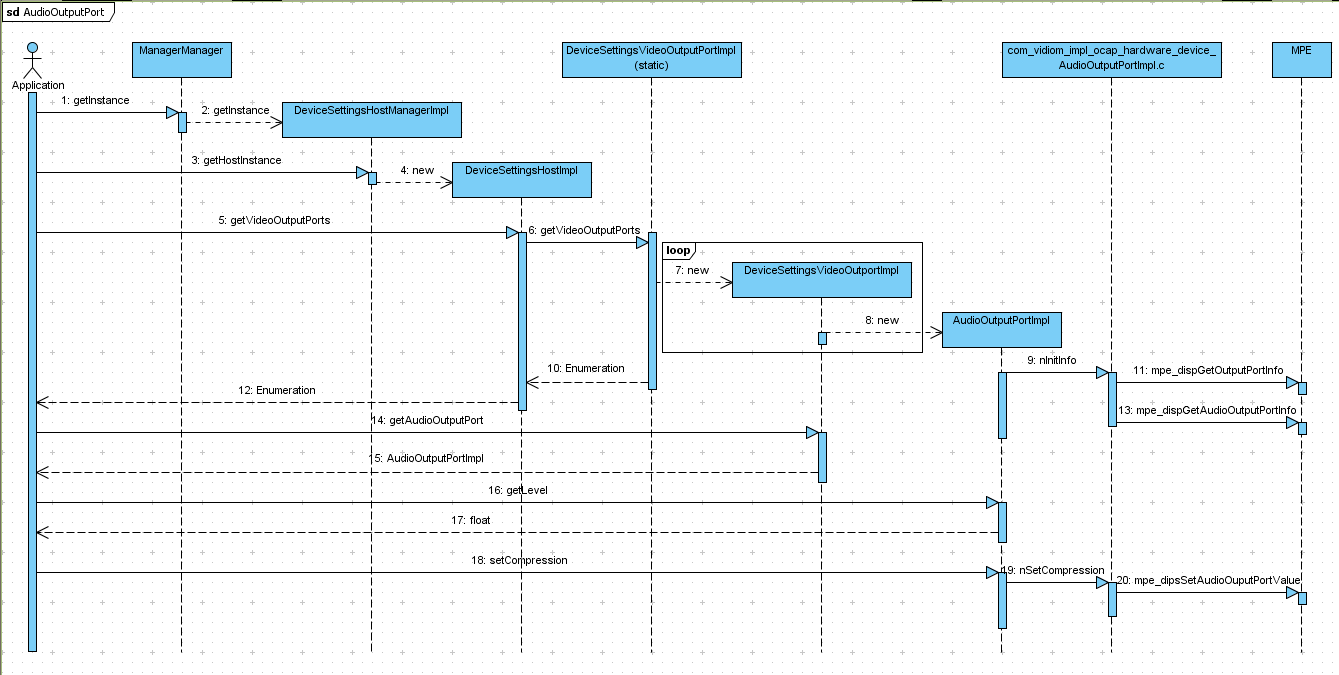 sd AudioOutputPort
ManagerManager
DeviceSettingsVideoOutputPortImpl
(static)
com_vidiom_impl_ocap_hardware_device_
AudioOutputPortImpl.c
MPE
Application
1: getInstance
2: getInstance
DeviceSettingsHostManagerImpl
3: getHostInstance
4: new
DeviceSettingsHostImpl
5: getVideoOutputPorts
6: getVideoOutputPorts
loop
7: new
DeviceSettingsVideoOutportImpl
8: new
AudioOutputPortImpl
9: nInitInfo
10: Enumeration
11: mpe_dispGetOutputPortInfo
12: Enumeration
13: mpe_dispGetAudioOutputPortInfo
14: getAudioOutputPort
15: AudioOutputPortImpl
16: getLevel
17: float
18: setCompression
19: nSetCompression
20: mpe_dipsSetAudioOuputPortValue